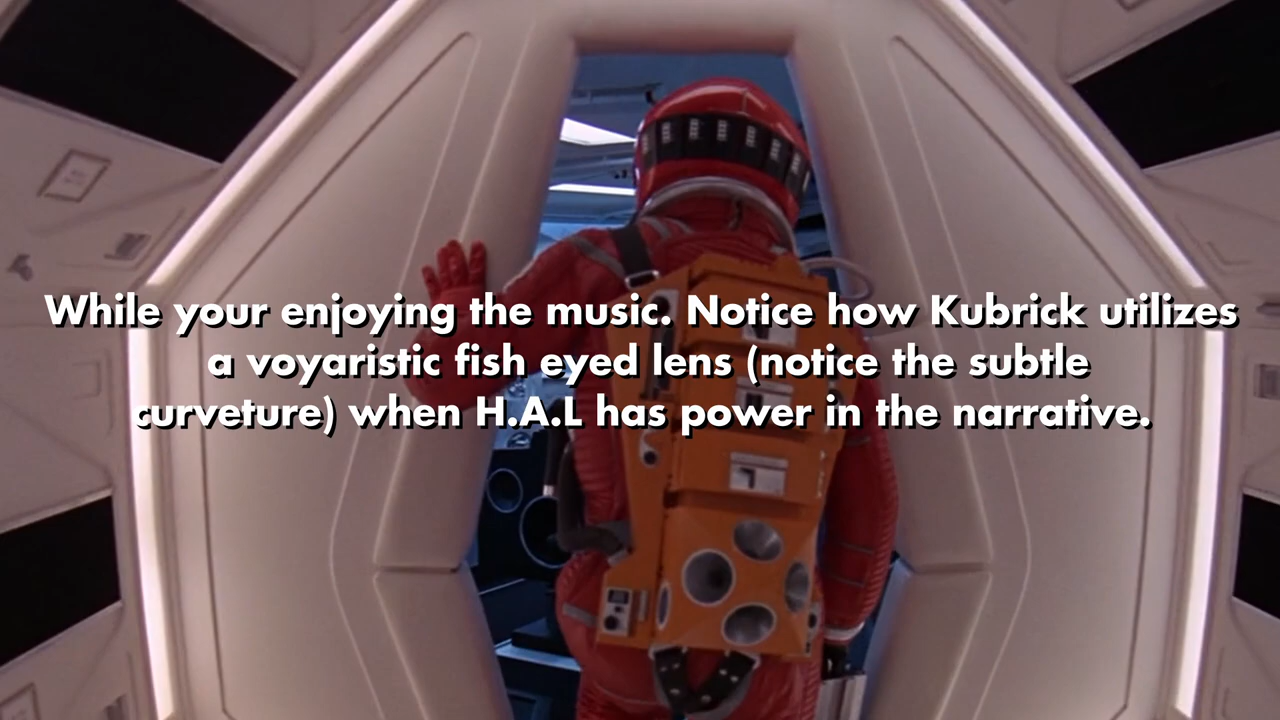 While your enjoying the music. Notice how Kubrick utilizes
a voyaristic fish eyed lens (notice the subtle
curveture) when H.A.L has power in the narrative.